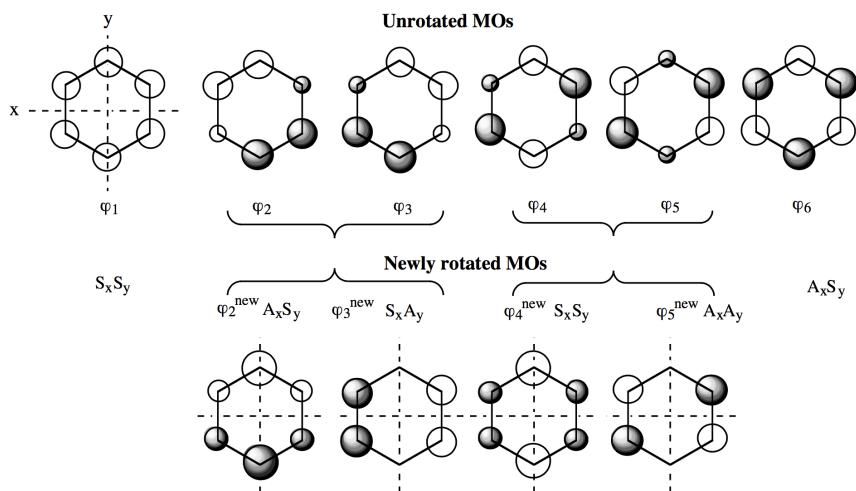 Unrotated MOs
y
x
φ1 φ2 φ3 φ4 φ5 φ6
Newly rotated MOs
SxSy AxSy
φ2new AxSy φ3new SxAy φ4new SxSy φ5new AxAy